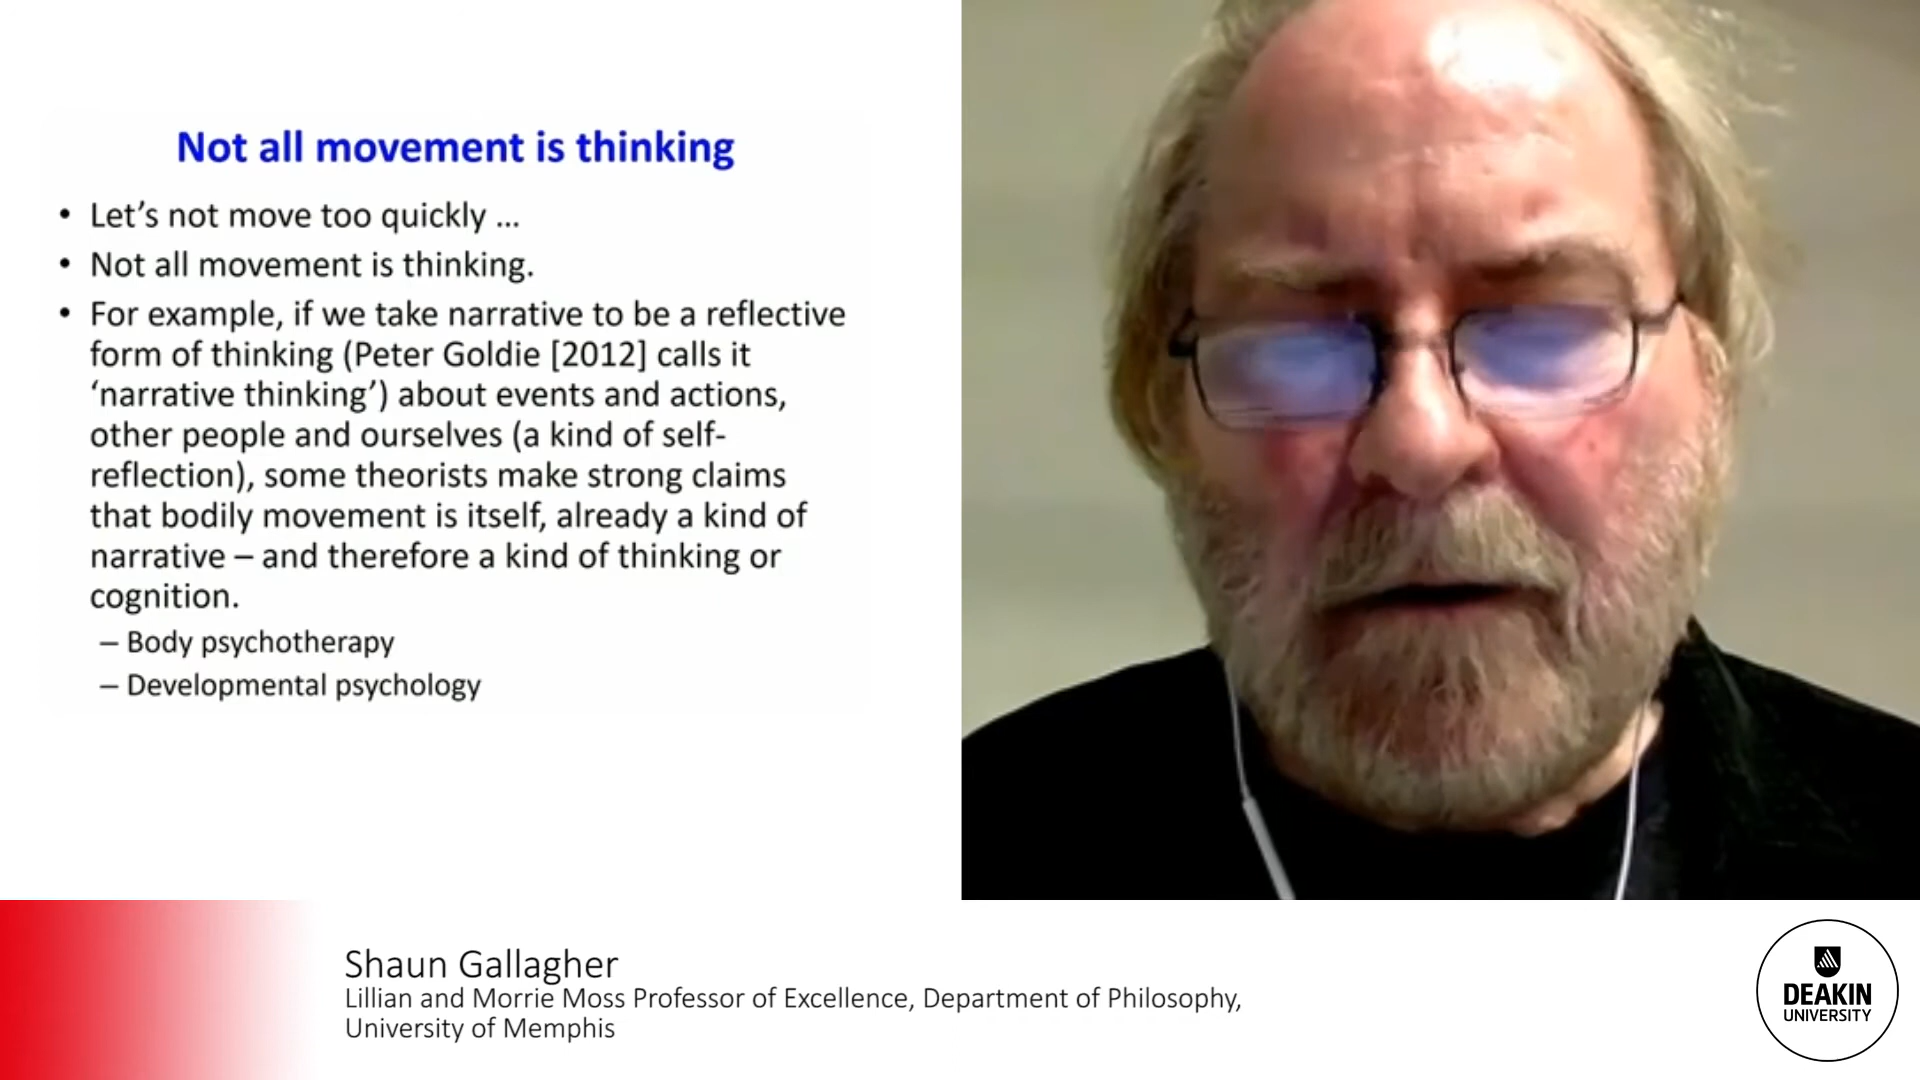 Not all movement is thinking
• Let’s not move too quickly ...
• Not all movement is thinking.
• For example, if we take narrative to be a reflective
form of thinking (Peter Goldie [2012] calls it
‘narrative thinking’) about events and actions,
other people and ourselves (a kind of self-
reflection), some theorists make strong claims
that bodily movement is itself, already a kind of
narrative – and therefore a kind of thinking or
cognition.
– Body psychotherapy
– Developmental psychology
Shaun Gallagher
Lillian and Morrie Moss Professor of Excellence, Department of Philosophy,
University of Memphis
DEAKIN
UNIVERSITY